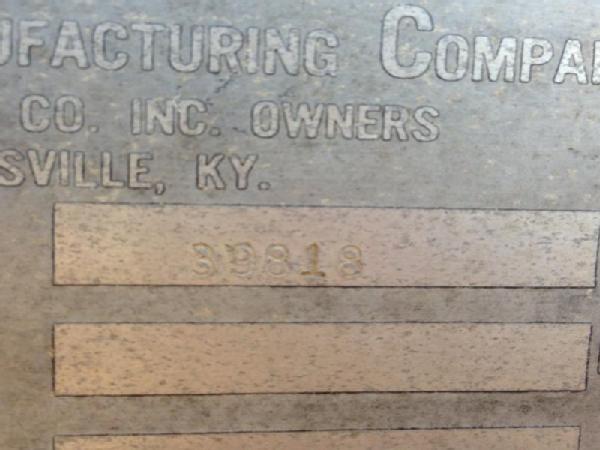 UFACTURING COMPA
CO. INC. OWNERS
SVILLE, KY.
39818